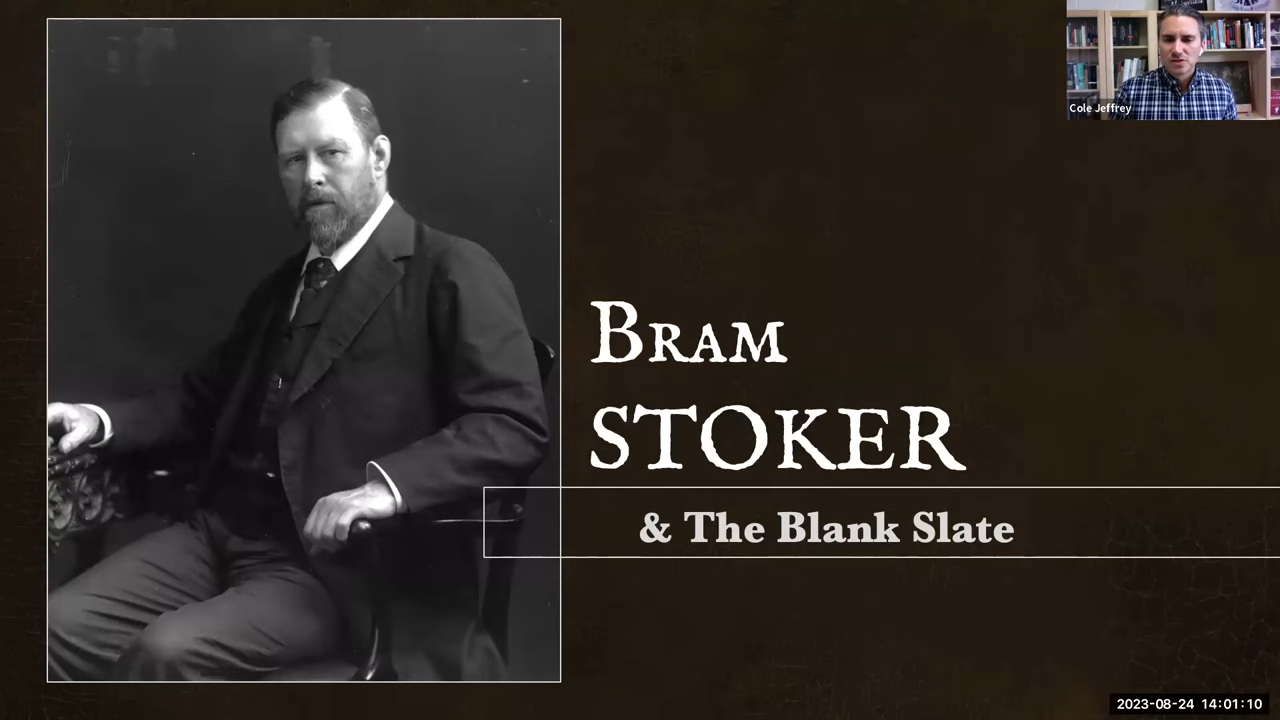 Cole Jeffrey
BRAM
STOKER
& The Blank Slate
2023-08-24 14:01:10